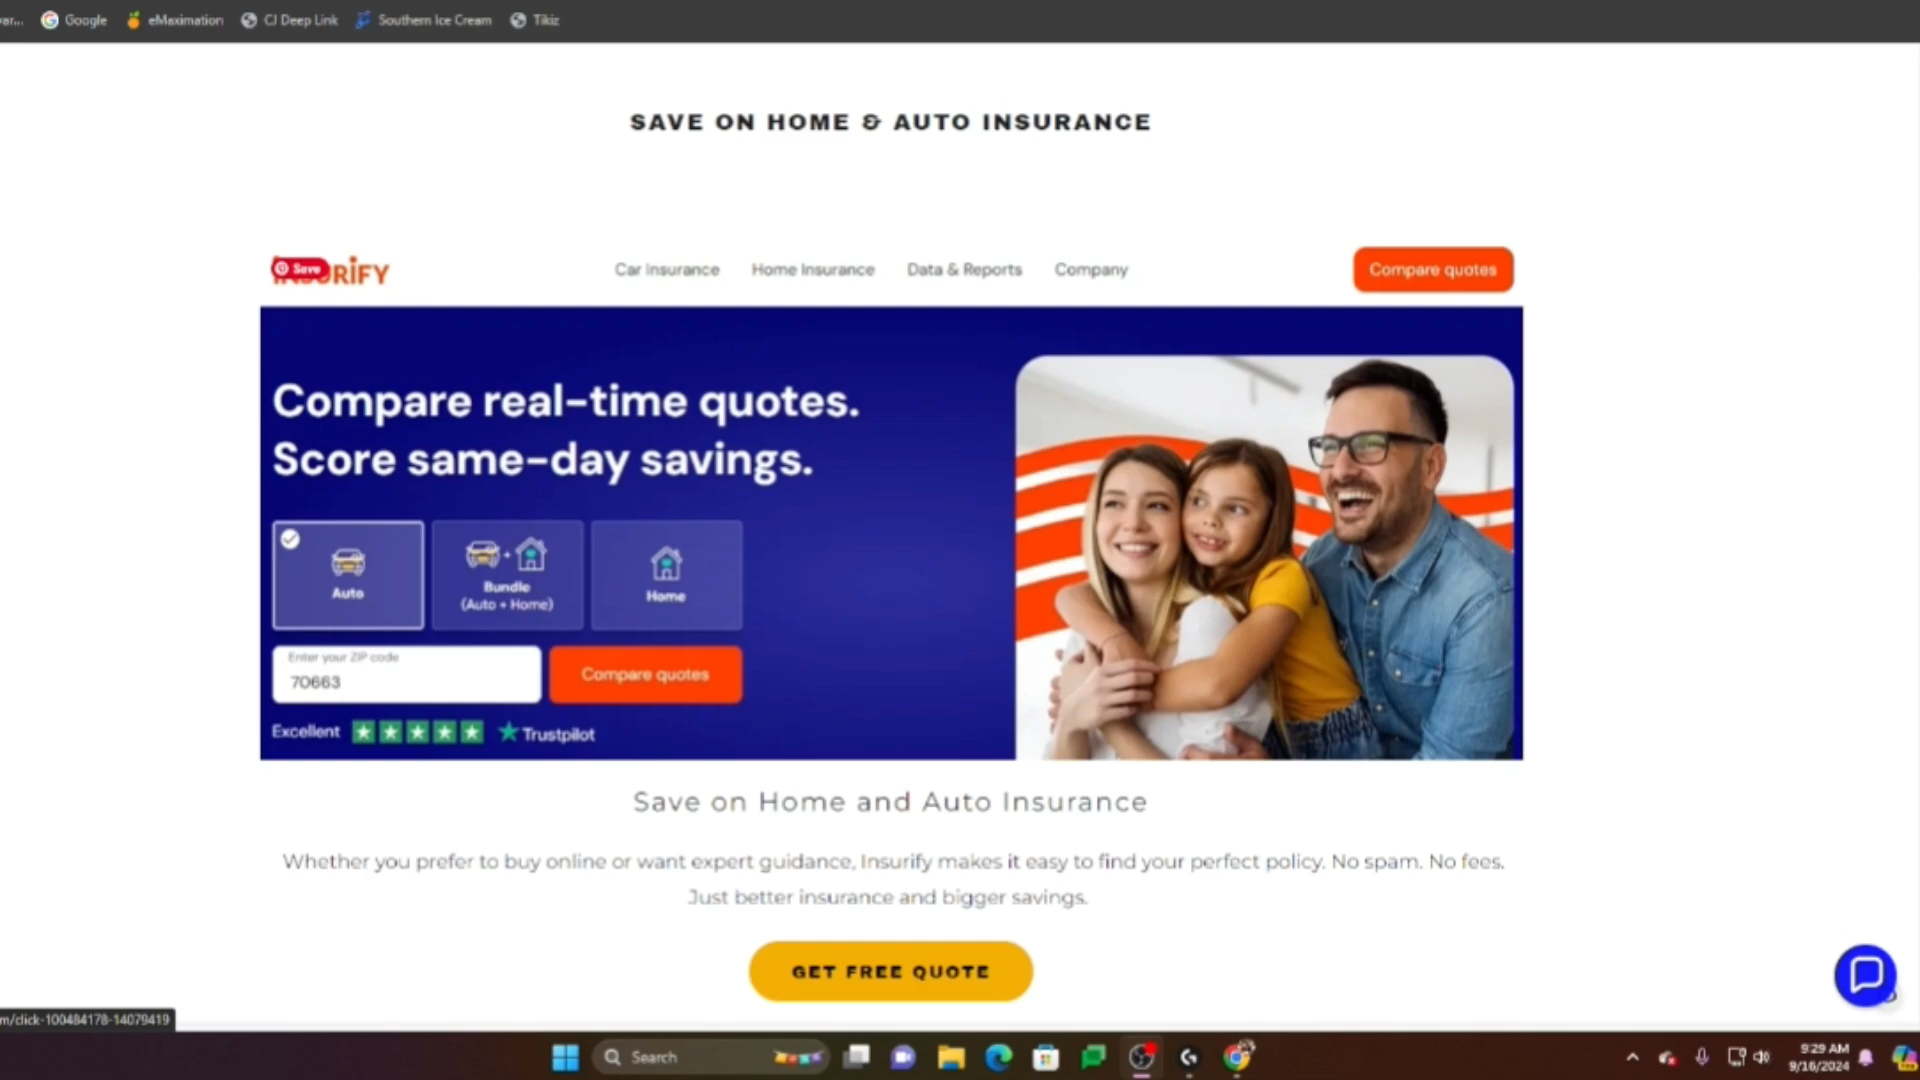 Google eMaximation CJ Deep Link Southern Ice Cream Tikiz
SAVE ON HOME & AUTO INSURANCE
Save
RIFY
Car Insurance Home Insurance Data & Reports Company
Compare quotes
Compare real-time quotes.
Score same-day savings.
Auto
Bundle
(Auto + Home)
Home
Enter your ZIP code
70663
Compare quotes
Excellent Trustpilot
Save on Home and Auto Insurance
Whether you prefer to buy online or want expert guidance, Insurify makes it easy to find your perfect policy. No spam. No fees.
Just better insurance and bigger savings.
GET FREE QUOTE
m/click-100484178-14079419
Search
9:29 AM
9/16/2024